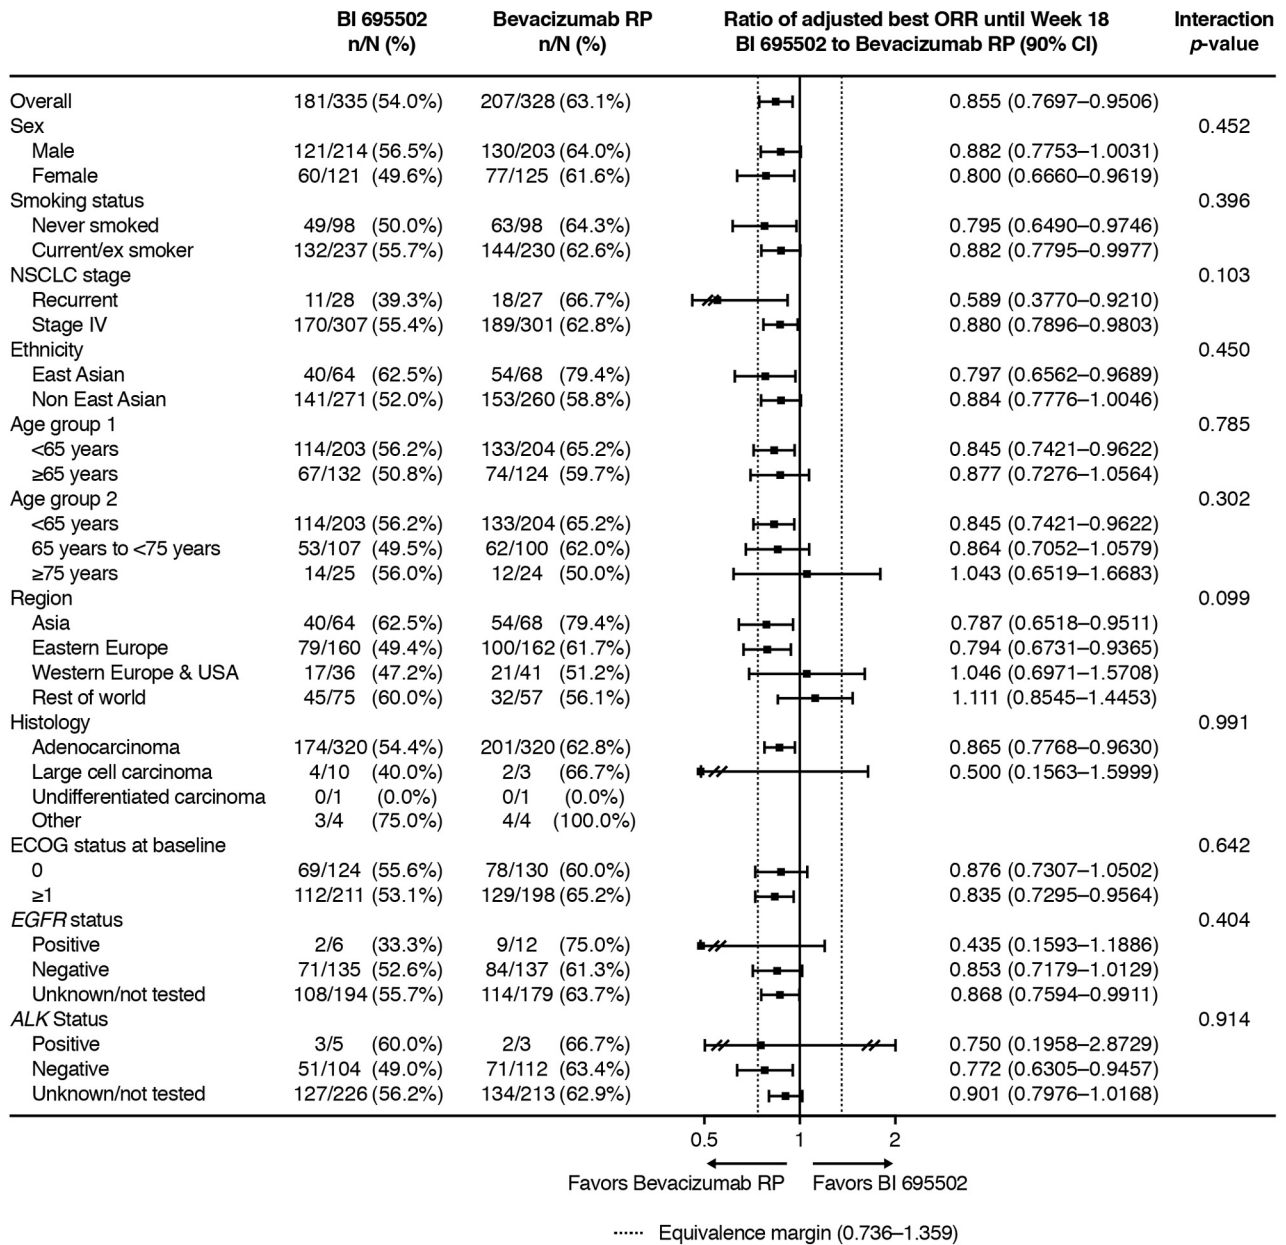 BI 695502 Bevacizumab RP Ratio of adjusted best ORR until Week 18 Interaction
n/N (%) n/N (%) BI 695502 to Bevacizumab RP (90% CI) p-value
Overall 181/335 (54.0%) 207/328 (63.1%) 0.855 (0.7697–0.9506)
Sex 0.452
Male 121/214 (56.5%) 130/203 (64.0%) 0.882 (0.7753–1.0031)
Female 60/121 (49.6%) 77/125 (61.6%) 0.800 (0.6660–0.9619)
Smoking status 0.396
Never smoked 49/98 (50.0%) 63/98 (64.3%) 0.795 (0.6490–0.9746)
Current/ex smoker 132/237 (55.7%) 144/230 (62.6%) 0.882 (0.7795–0.9977)
NSCLC stage 0.103
Recurrent 11/28 (39.3%) 18/27 (66.7%) 0.589 (0.3770–0.9210)
Stage IV 170/307 (55.4%) 189/301 (62.8%) 0.880 (0.7896–0.9803)
Ethnicity 0.450
East Asian 40/64 (62.5%) 54/68 (79.4%) 0.797 (0.6562–0.9689)
Non East Asian 141/271 (52.0%) 153/260 (58.8%) 0.884 (0.7776–1.0046)
Age group 1 0.785
<65 years 114/203 (56.2%) 133/204 (65.2%) 0.845 (0.7421–0.9622)
≥65 years 67/132 (50.8%) 74/124 (59.7%) 0.877 (0.7276–1.0564)
Age group 2 0.302
<65 years 114/203 (56.2%) 133/204 (65.2%) 0.845 (0.7421–0.9622)
65 years to <75 years 53/107 (49.5%) 62/100 (62.0%) 0.864 (0.7052–1.0579)
≥75 years 14/25 (56.0%) 12/24 (50.0%) 1.043 (0.6519–1.6683)
Region 0.099
Asia 40/64 (62.5%) 54/68 (79.4%) 0.787 (0.6518–0.9511)
Eastern Europe 79/160 (49.4%) 100/162 (61.7%) 0.794 (0.6731–0.9365)
Western Europe & USA 17/36 (47.2%) 21/41 (51.2%) 1.046 (0.6971–1.5708)
Rest of world 45/75 (60.0%) 32/57 (56.1%) 1.111 (0.8545–1.4453)
Histology 0.991
Adenocarcinoma 174/320 (54.4%) 201/320 (62.8%) 0.865 (0.7768–0.9630)
Large cell carcinoma 4/10 (40.0%) 2/3 (66.7%) 0.500 (0.1563–1.5999)
Undifferentiated carcinoma 0/1 (0.0%) 0/1 (0.0%)
Other 3/4 (75.0%) 4/4 (100.0%)
ECOG status at baseline 0.642
0 69/124 (55.6%) 78/130 (60.0%) 0.876 (0.7307–1.0502)
≥1 112/211 (53.1%) 129/198 (65.2%) 0.835 (0.7295–0.9564)
EGFR status 0.404
Positive 2/6 (33.3%) 9/12 (75.0%) 0.435 (0.1593–1.1886)
Negative 71/135 (52.6%) 84/137 (61.3%) 0.853 (0.7179–1.0129)
Unknown/not tested 108/194 (55.7%) 114/179 (63.7%) 0.868 (0.7594–0.9911)
ALK Status 0.914
Positive 3/5 (60.0%) 2/3 (66.7%) 0.750 (0.1958–2.8729)
Negative 51/104 (49.0%) 71/112 (63.4%) 0.772 (0.6305–0.9457)
Unknown/not tested 127/226 (56.2%) 134/213 (62.9%) 0.901 (0.7976–1.0168)
0.5 1 2
Favors Bevacizumab RP Favors BI 695502
Equivalence margin (0.736–1.359)